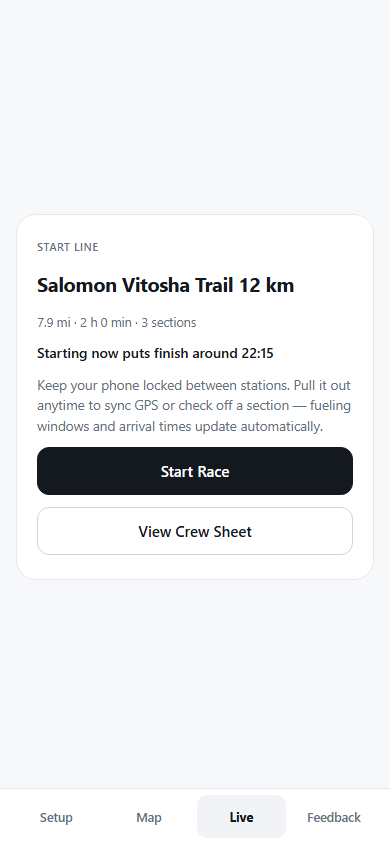 START LINE
Salomon Vitosha Trail 12 km
7.9 mi · 2 h 0 min · 3 sections
Starting now puts finish around 22:15
Keep your phone locked between stations. Pull it out
anytime to sync GPS or check off a section — fueling
windows and arrival times update automatically.
Start Race
View Crew Sheet
Setup Map Live Feedback